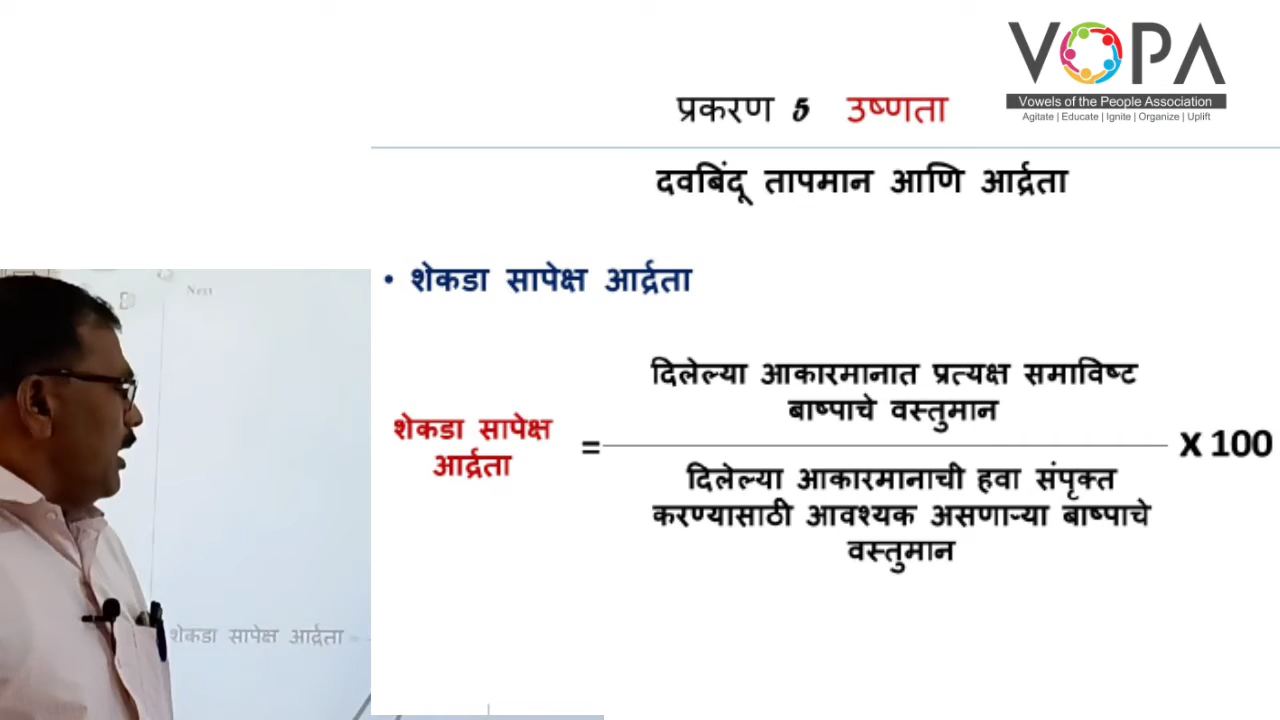 VOPA
Vowels of the People Association
Agitate | Educate | Ignite | Organize | Uplift
प्रकरण 5 उष्णता
दवबिंदू तापमान आणि आर्द्रता
• शेकडा सापेक्ष आर्द्रता
दिलेल्या आकारमानात प्रत्यक्ष समाविष्ट
बाष्पाचे वस्तुमान
शेकडा सापेक्ष
आर्द्रता
=
X 100
दिलेल्या आकारमानाची हवा संपृक्त
करण्यासाठी आवश्यक असणाऱ्या बाष्पाचे
वस्तुमान
Next
शेकडा सापेक्ष आर्द्रता =